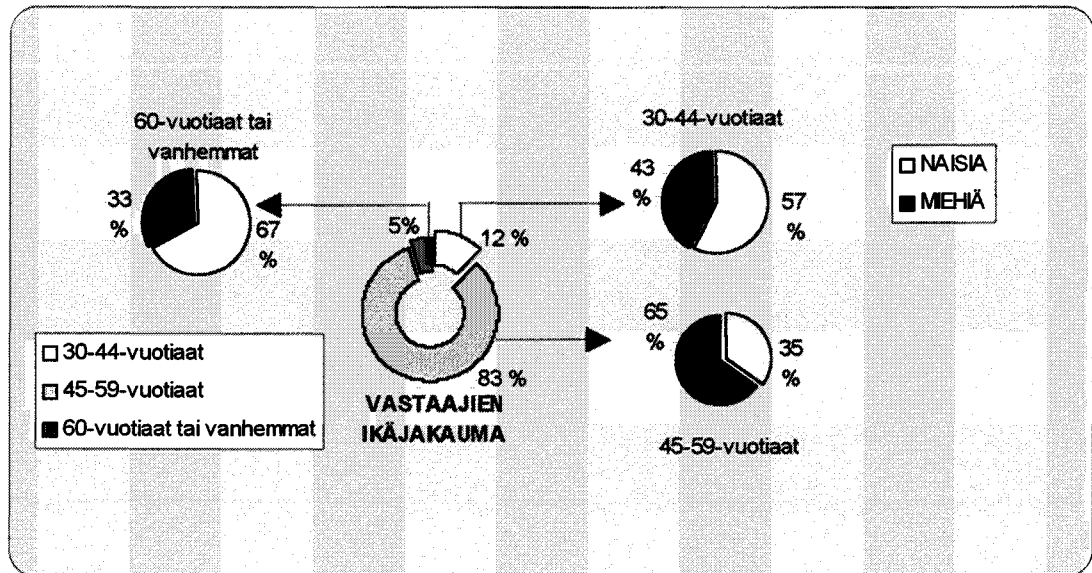 60-vuotiaat tai
vanhemmat
33
%
67
%
30-44-vuotiaat
43
%
57
%
NAISIA
MIEHIÄ
5%
12 %
83 %
VASTAAJIEN
IKÄJAKAUMA
30-44-vuotiaat
45-59-vuotiaat
60-vuotiaat tai vanhemmat
65
%
35
%
45-59-vuotiaat